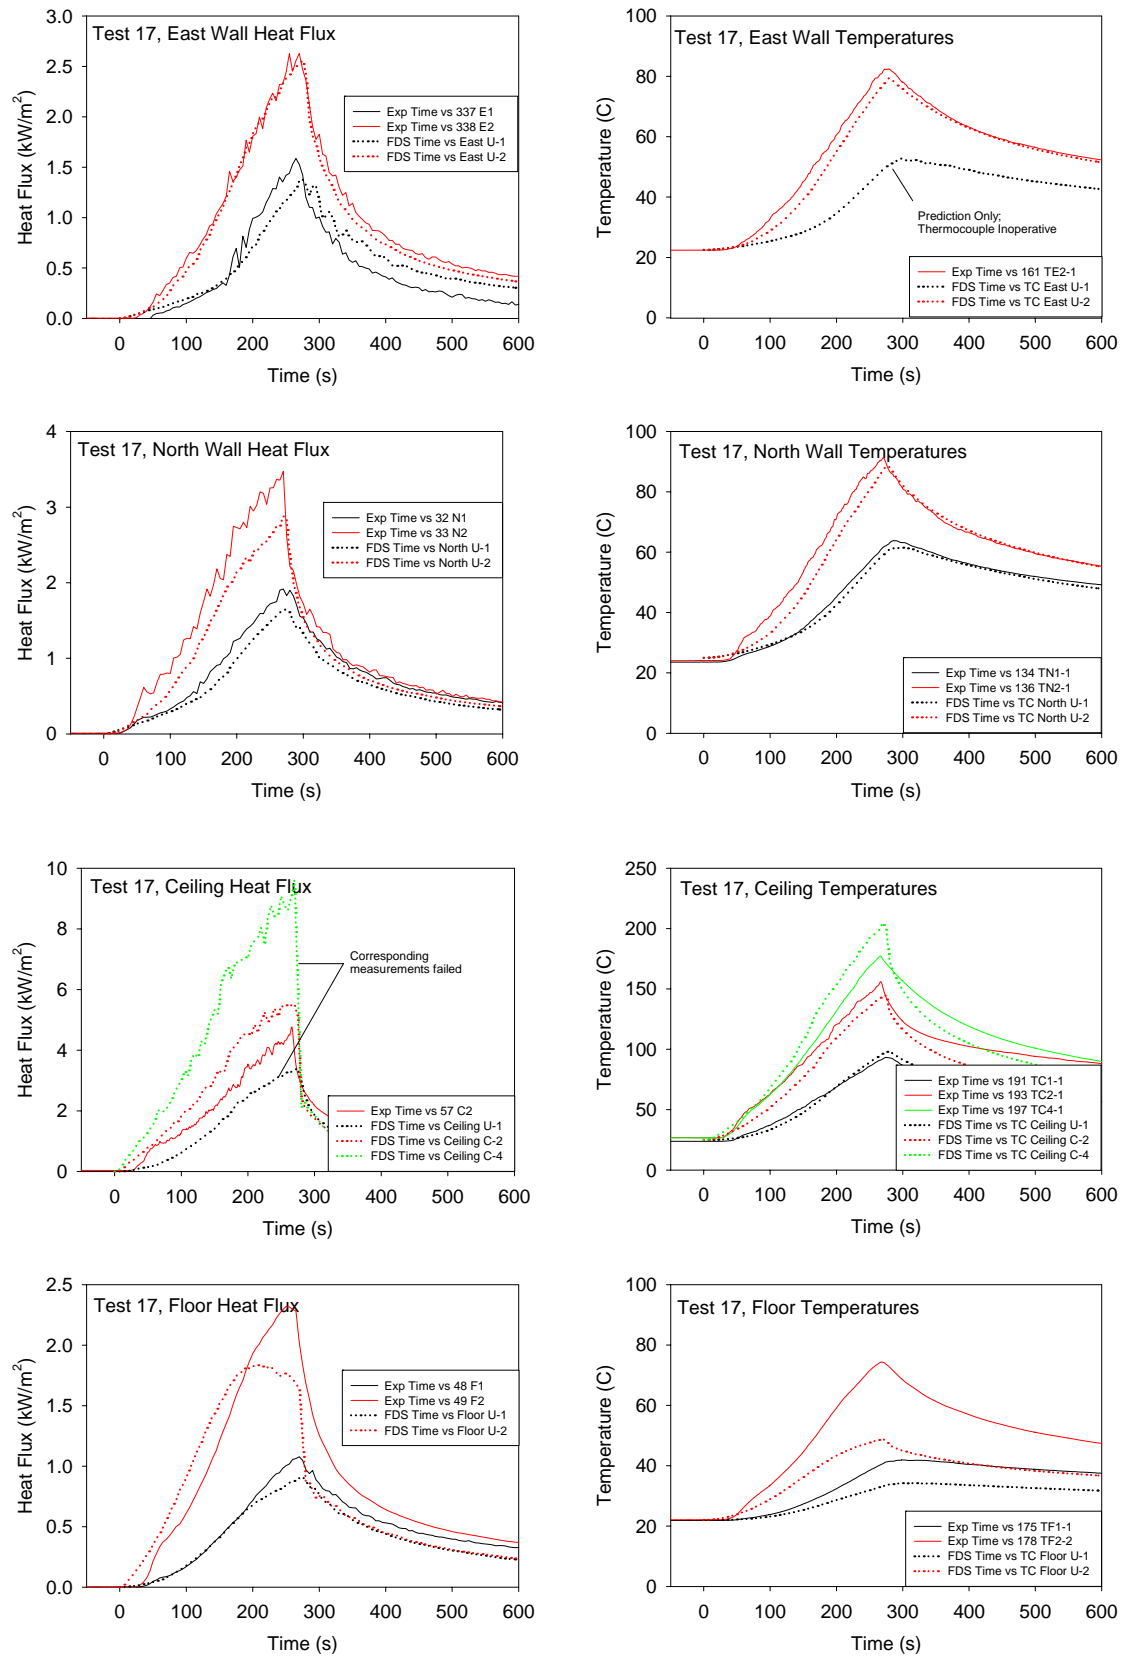 Test 17, East Wall Heat Flux
Heat Flux (kW/m²)
3.0
2.5
2.0
1.5
1.0
0.5
0.0
Exp Time vs 337 E1
Exp Time vs 338 E2
FDS Time vs East U-1
FDS Time vs East U-2
0 100 200 300 400 500 600
Time (s)
Test 17, East Wall Temperatures
Temperature (C)
100
80
60
40
20
0
Prediction Only;
Thermocouple Inoperative
Exp Time vs 161 TE2-1
FDS Time vs TC East U-1
FDS Time vs TC East U-2
0 100 200 300 400 500 600
Time (s)
Test 17, North Wall Heat Flux
Heat Flux (kW/m²)
4
3
2
1
0
Exp Time vs 32 N1
Exp Time vs 33 N2
FDS Time vs North U-1
FDS Time vs North U-2
0 100 200 300 400 500 600
Time (s)
Test 17, North Wall Temperatures
Temperature (C)
100
80
60
40
20
0
Exp Time vs 134 TN1-1
Exp Time vs 136 TN2-1
FDS Time vs TC North U-1
FDS Time vs TC North U-2
0 100 200 300 400 500 600
Time (s)
Test 17, Ceiling Heat Flux
Heat Flux (kW/m²)
10
8
6
4
2
0
Corresponding
measurements failed
Exp Time vs 57 C2
FDS Time vs Ceiling U-1
FDS Time vs Ceiling C-2
FDS Time vs Ceiling C-4
0 100 200 300 400 500 600
Time (s)
Test 17, Ceiling Temperatures
Temperature (C)
250
200
150
100
50
0
Exp Time vs 191 TC1-1
Exp Time vs 193 TC2-1
Exp Time vs 197 TC4-1
FDS Time vs TC Ceiling U-1
FDS Time vs TC Ceiling C-2
FDS Time vs TC Ceiling C-4
0 100 200 300 400 500 600
Time (s)
Test 17, Floor Heat Flux
Heat Flux (kW/m²)
2.5
2.0
1.5
1.0
0.5
0.0
Exp Time vs 48 F1
Exp Time vs 49 F2
FDS Time vs Floor U-1
FDS Time vs Floor U-2
0 100 200 300 400 500 600
Time (s)
Test 17, Floor Temperatures
Temperature (C)
100
80
60
40
20
0
Exp Time vs 175 TF1-1
Exp Time vs 178 TF2-2
FDS Time vs TC Floor U-1
FDS Time vs TC Floor U-2
0 100 200 300 400 500 600
Time (s)